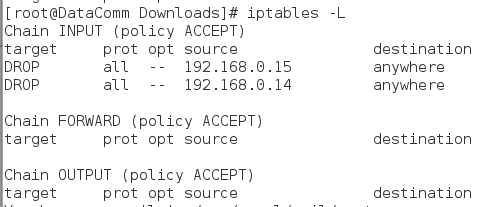 [root@DataComm Downloads]# iptables -L
Chain INPUT (policy ACCEPT)
target     prot opt source               destination
DROP       all  --  192.168.0.15         anywhere
DROP       all  --  192.168.0.14         anywhere
Chain FORWARD (policy ACCEPT)
target     prot opt source               destination
Chain OUTPUT (policy ACCEPT)
target     prot opt source               destination